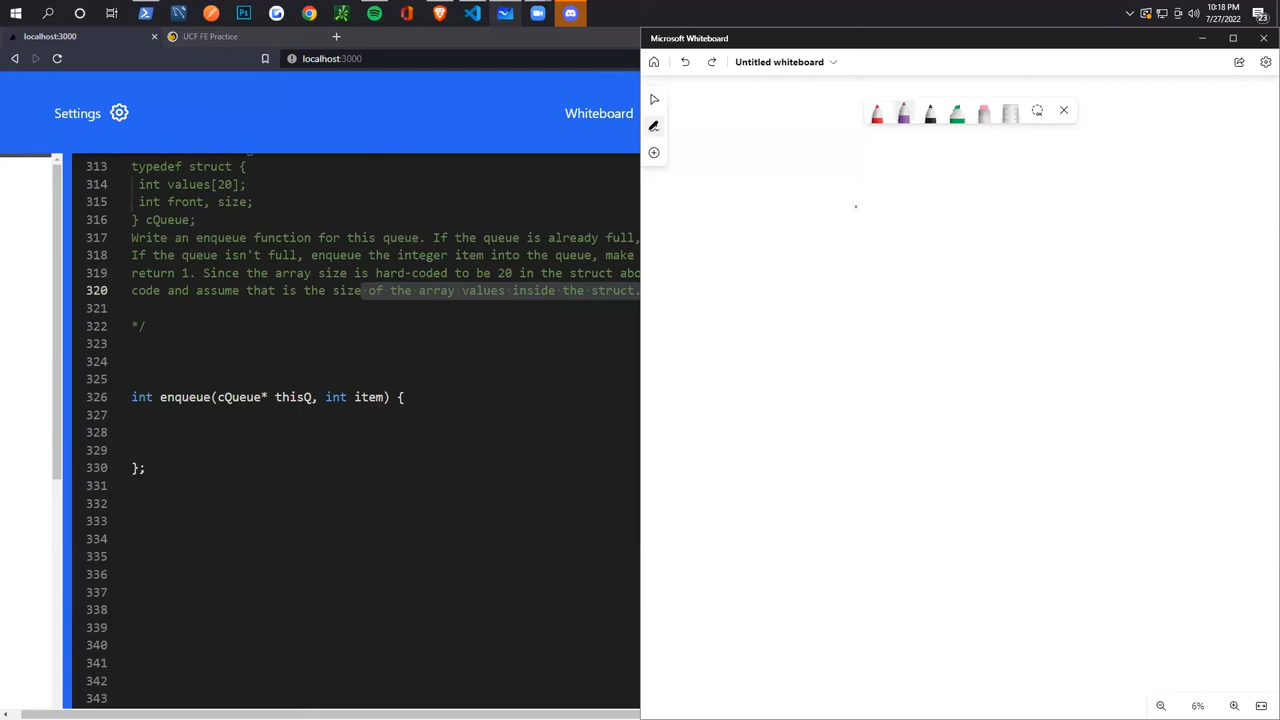 10:18 PM
7/27/2022
23
localhost:3000
UCF FE Practice
Microsoft Whiteboard
localhost:3000
Untitled whiteboard
Settings
Whiteboard
313 typedef struct {
314 int values[20];
315 int front, size;
316 } cQueue;
317 Write an enqueue function for this queue. If the queue is already full,
318 If the queue isn't full, enqueue the integer item into the queue, make
319 return 1. Since the array size is hard-coded to be 20 in the struct abo
320 code and assume that is the size of the array values inside the struct.
321
322 */
323
324
325
326 int enqueue(cQueue* thisQ, int item) {
327
328
329
330 };
331
332
333
334
335
336
337
338
339
340
341
342
343
6%